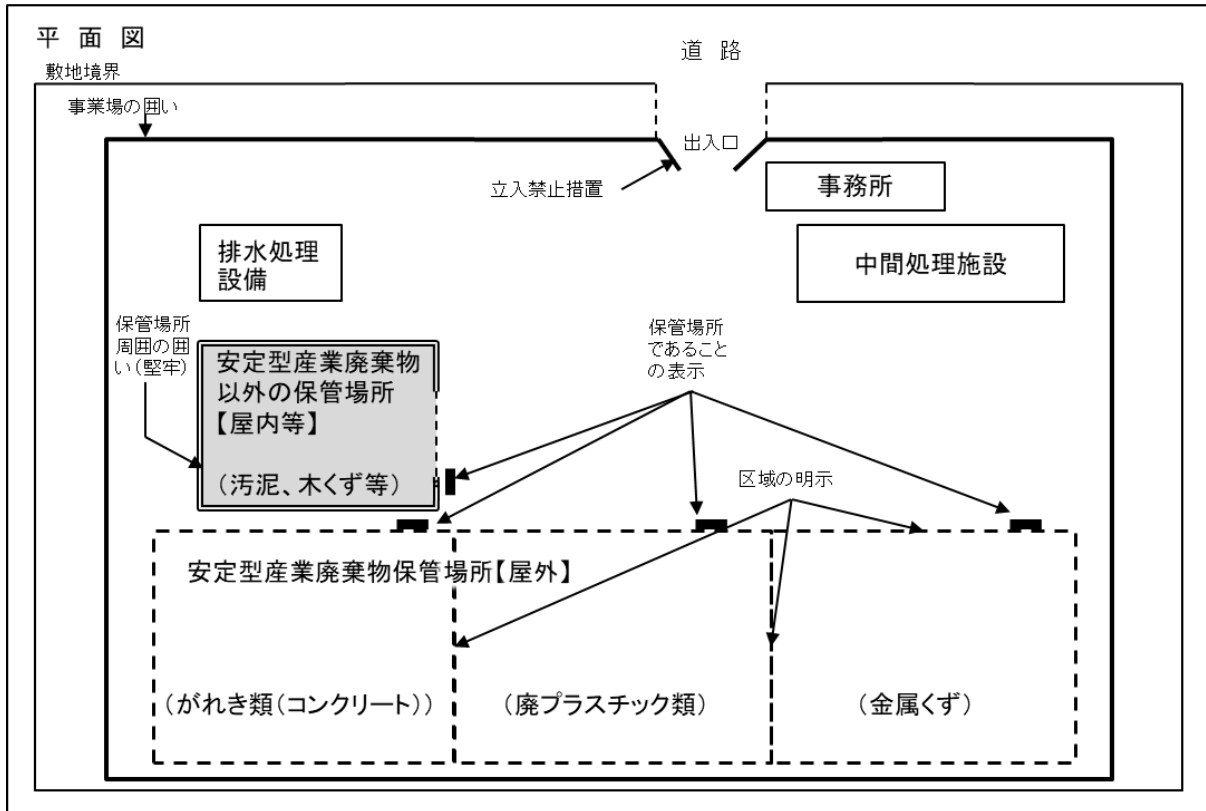 平 面 図
道 路
敷地境界
事業場の囲い
出入口
立入禁止措置
事務所
排水処理
設備
中間処理施設
保管場所
周囲の囲
い(堅牢)
安定型産業廃棄物
以外の保管場所
【屋内等】
(汚泥、木くず等)
保管場所
であること
の表示
区域の明示
安定型産業廃棄物保管場所【屋外】
(がれき類(コンクリート))
(廃プラスチック類)
(金属くず)